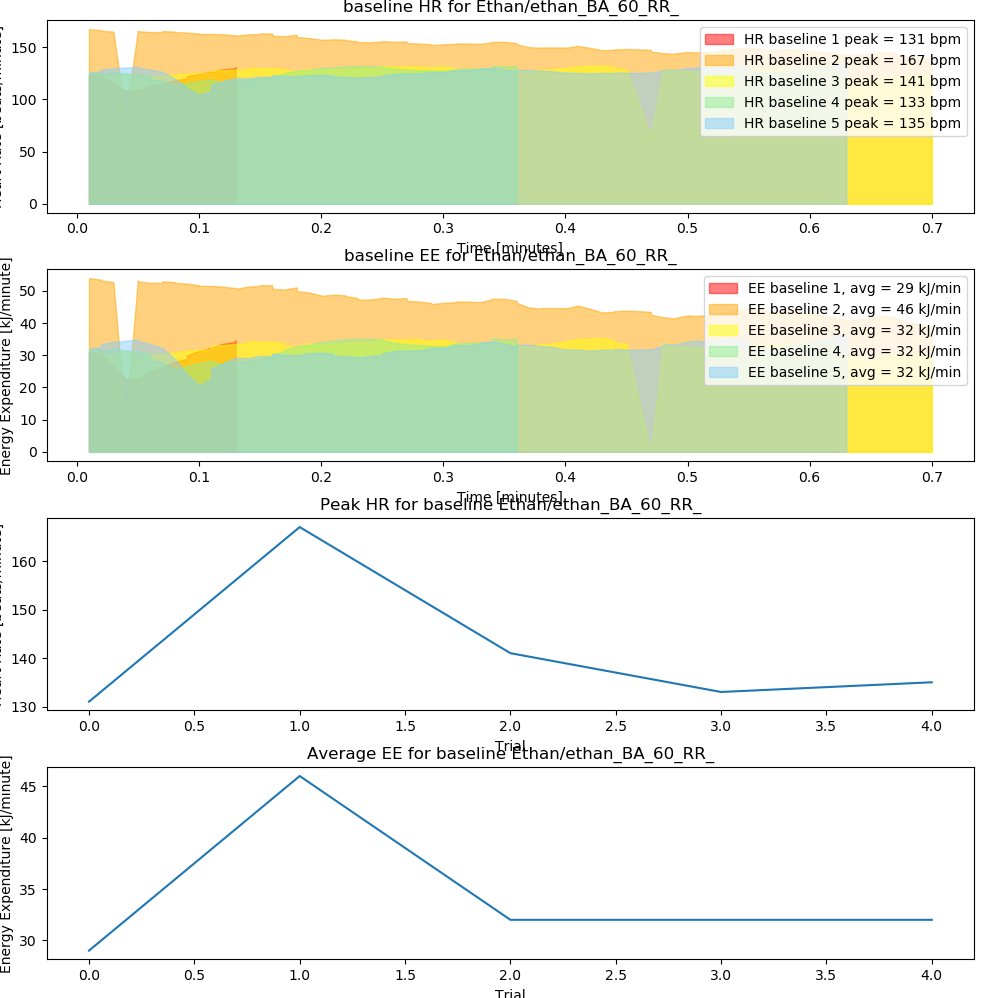 baseline HR for Ethan/ethan_BA_60_RR_
150
100
50
0
HR baseline 1 peak = 131 bpm
HR baseline 2 peak = 167 bpm
HR baseline 3 peak = 141 bpm
HR baseline 4 peak = 133 bpm
HR baseline 5 peak = 135 bpm
0.0 0.1 0.2 0.3 0.4 0.5 0.6 0.7
Time [minutes]
baseline EE for Ethan/ethan_BA_60_RR_
Energy Expenditure [kJ/minute]
50
40
30
20
10
0
EE baseline 1, avg = 29 kJ/min
EE baseline 2, avg = 46 kJ/min
EE baseline 3, avg = 32 kJ/min
EE baseline 4, avg = 32 kJ/min
EE baseline 5, avg = 32 kJ/min
0.0 0.1 0.2 0.3 0.4 0.5 0.6 0.7
Time [minutes]
Peak HR for baseline Ethan/ethan_BA_60_RR_
160
150
140
130
0.0 0.5 1.0 1.5 2.0 2.5 3.0 3.5 4.0
Trial
Average EE for baseline Ethan/ethan_BA_60_RR_
Energy Expenditure [kJ/minute]
45
40
35
30
0.0 0.5 1.0 1.5 2.0 2.5 3.0 3.5 4.0
Trial